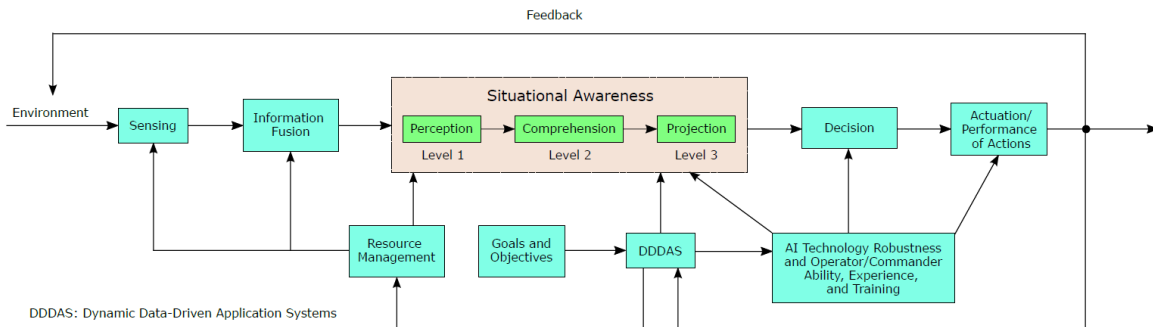 Feedback
Environment
Sensing
Information
Fusion
Situational Awareness
Perception
Comprehension
Projection
Level 1
Level 2
Level 3
Decision
Actuation/
Performance
of Actions
Resource
Management
Goals and
Objectives
DDDAS
AI Technology Robustness
and Operator/Commander
Ability, Experience,
and Training
DDDAS: Dynamic Data-Driven Application Systems